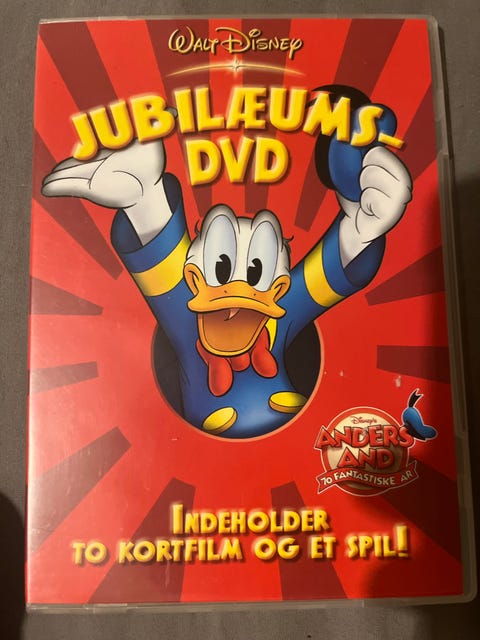 WALT DISNEY
JUBILÆUMS-
DVD
DISNEY'S
ANDERS
AND
70 FANTASTISKE ÅR
INDEHOLDER
TO KORTFILM OG ET SPIL!